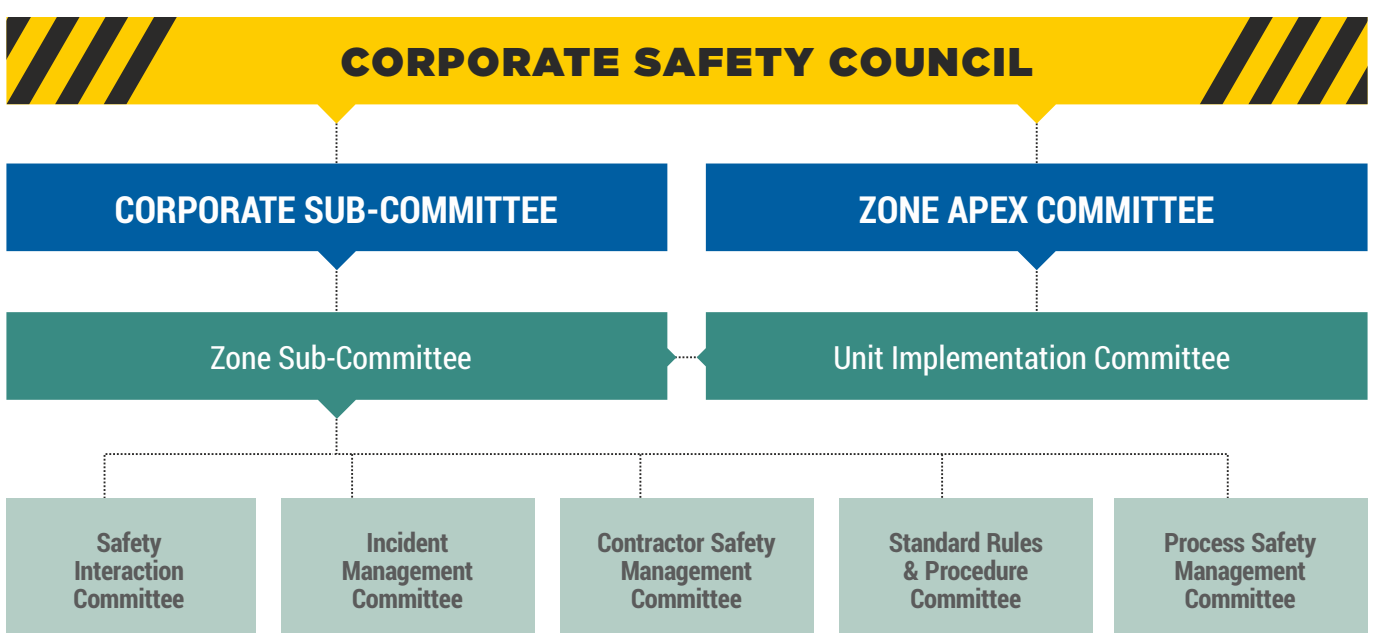 CORPORATE SAFETY COUNCIL
CORPORATE SUB-COMMITTEE
ZONE APEX COMMITTEE
Zone Sub-Committee
Unit Implementation Committee
Safety
Interaction
Committee
Incident
Management
Committee
Contractor Safety
Management
Committee
Standard Rules
& Procedure
Committee
Process Safety
Management
Committee